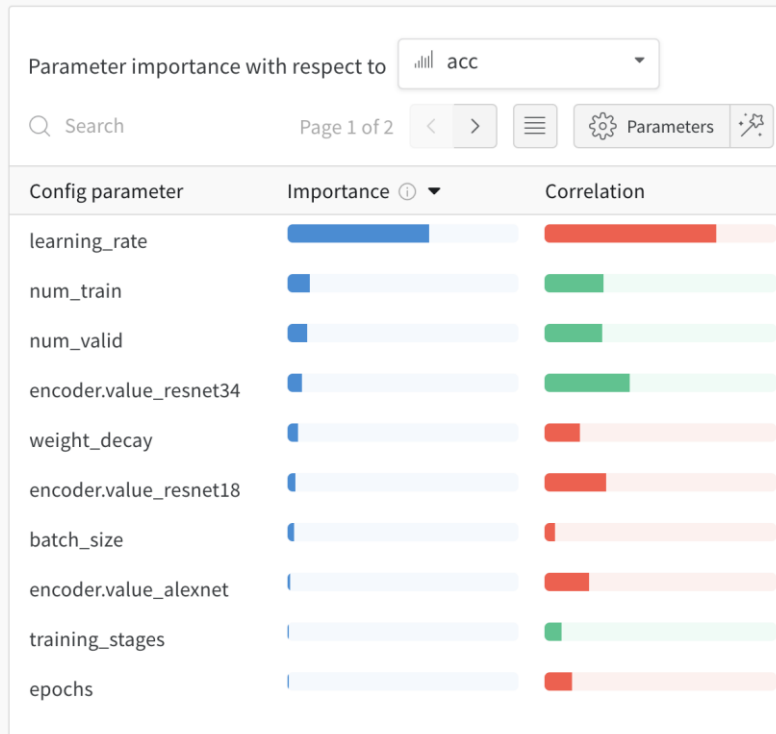 Parameter importance with respect to acc
Search Page 1 of 2 Parameters
Config parameter Importance Correlation
learning_rate
num_train
num_valid
encoder.value_resnet34
weight_decay
encoder.value_resnet18
batch_size
encoder.value_alexnet
training_stages
epochs